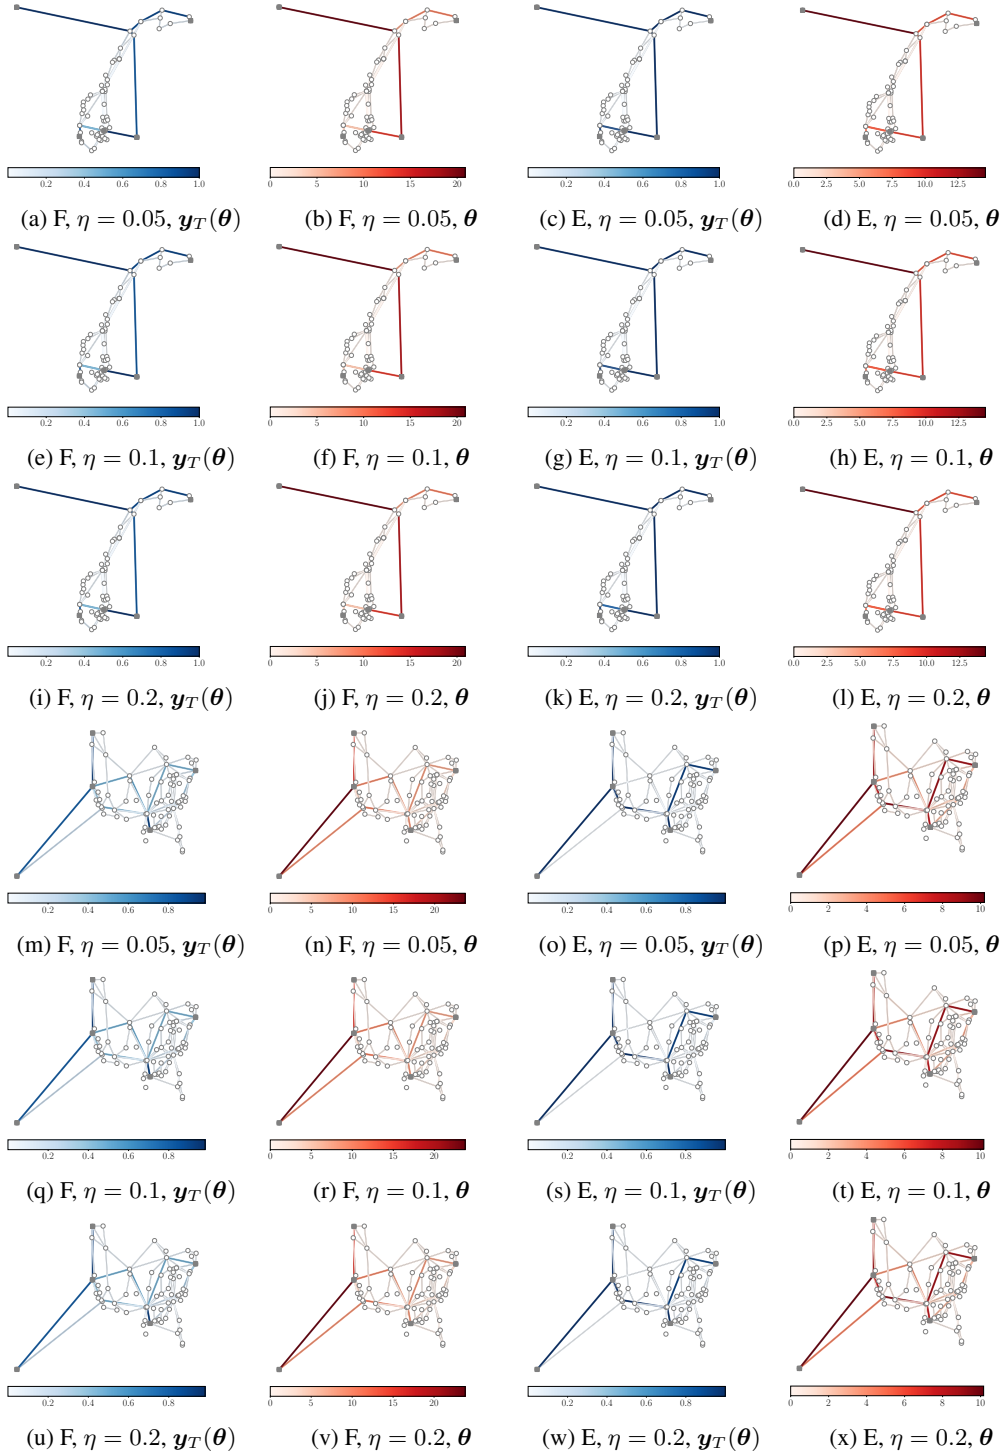 0.2 0.4 0.6 0.8 1.0 0 5 10 15 20 0.2 0.4 0.6 0.8 1.0 0.0 2.5 5.0 7.5 10.0 12.5
(a) F, η = 0.05, y_T(θ) (b) F, η = 0.05, θ (c) E, η = 0.05, y_T(θ) (d) E, η = 0.05, θ
0.2 0.4 0.6 0.8 1.0 0 5 10 15 20 0.2 0.4 0.6 0.8 1.0 0.0 2.5 5.0 7.5 10.0 12.5
(e) F, η = 0.1, y_T(θ) (f) F, η = 0.1, θ (g) E, η = 0.1, y_T(θ) (h) E, η = 0.1, θ
0.2 0.4 0.6 0.8 1.0 0 5 10 15 20 0.2 0.4 0.6 0.8 1.0 0.0 2.5 5.0 7.5 10.0 12.5
(i) F, η = 0.2, y_T(θ) (j) F, η = 0.2, θ (k) E, η = 0.2, y_T(θ) (l) E, η = 0.2, θ
0.2 0.4 0.6 0.8 0 5 10 15 20 0.2 0.4 0.6 0.8 0 2 4 6 8 10
(m) F, η = 0.05, y_T(θ) (n) F, η = 0.05, θ (o) E, η = 0.05, y_T(θ) (p) E, η = 0.05, θ
0.2 0.4 0.6 0.8 0 5 10 15 20 0.2 0.4 0.6 0.8 0 2 4 6 8 10
(q) F, η = 0.1, y_T(θ) (r) F, η = 0.1, θ (s) E, η = 0.1, y_T(θ) (t) E, η = 0.1, θ
0.2 0.4 0.6 0.8 0 5 10 15 20 0.2 0.4 0.6 0.8 0 2 4 6 8 10
(u) F, η = 0.2, y_T(θ) (v) F, η = 0.2, θ (w) E, η = 0.2, y_T(θ) (x) E, η = 0.2, θ